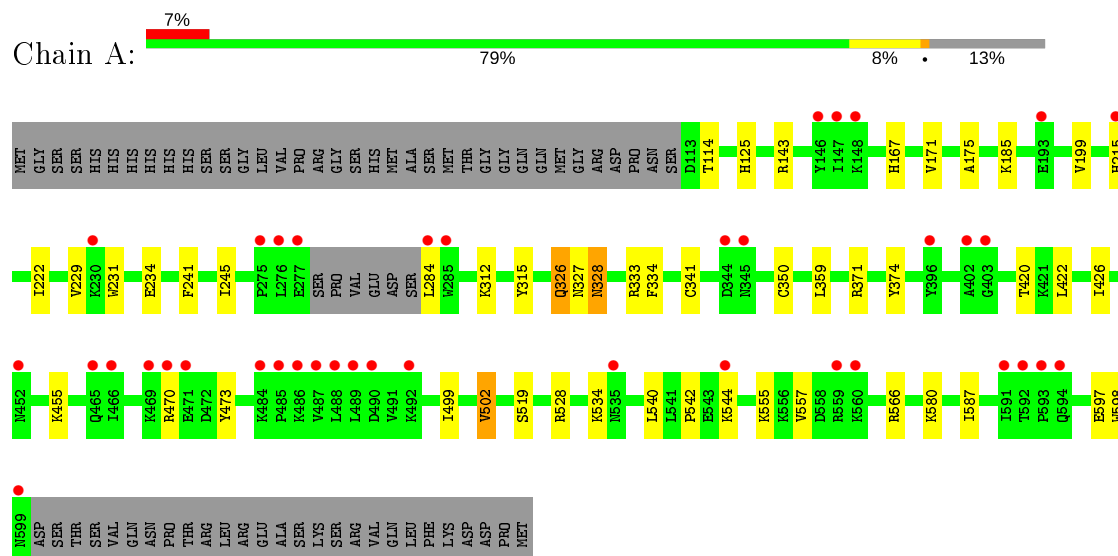 7%
Chain A:
79% 8% • 13%
MET GLY SER SER HIS HIS HIS HIS HIS HIS SER SER GLY LEU VAL PRO ARG GLY SER HIS MET ALA SER MET THR GLY GLY GLN GLN MET GLY ARG ASP PRO ASN SER D113 T114 H125 R143 Y146 I147 K148 H167 V171 A175 K185 E193 V199 H215
I222 V229 K230 W231 E234 F241 I245 P275 L276 E277 SER PRO VAL GLU ASP SER L284 W285 K312 Y315 Q326 N327 N328 R333 F334 C341 D344 N345 C350 L359 R371 Y374 Y396 A402 G403 T420 K421 L422 I426
N452 K455 Q465 I466 K469 R470 E471 D472 Y473 K484 P485 K486 V487 L488 L489 D490 V491 K492 I499 V502 S519 R528 K534 N535 L540 L541 P542 E543 K544 K555 K556 V557 D558 R559 K560 R566 K580 I587 I591 T592 P593 Q594 E597 W598
N599 ASP SER THR SER VAL GLN ASN PRO THR ARG LEU ARG GLU ALA SER LYS SER ARG VAL GLN LEU PHE LYS ASP ASP PRO MET